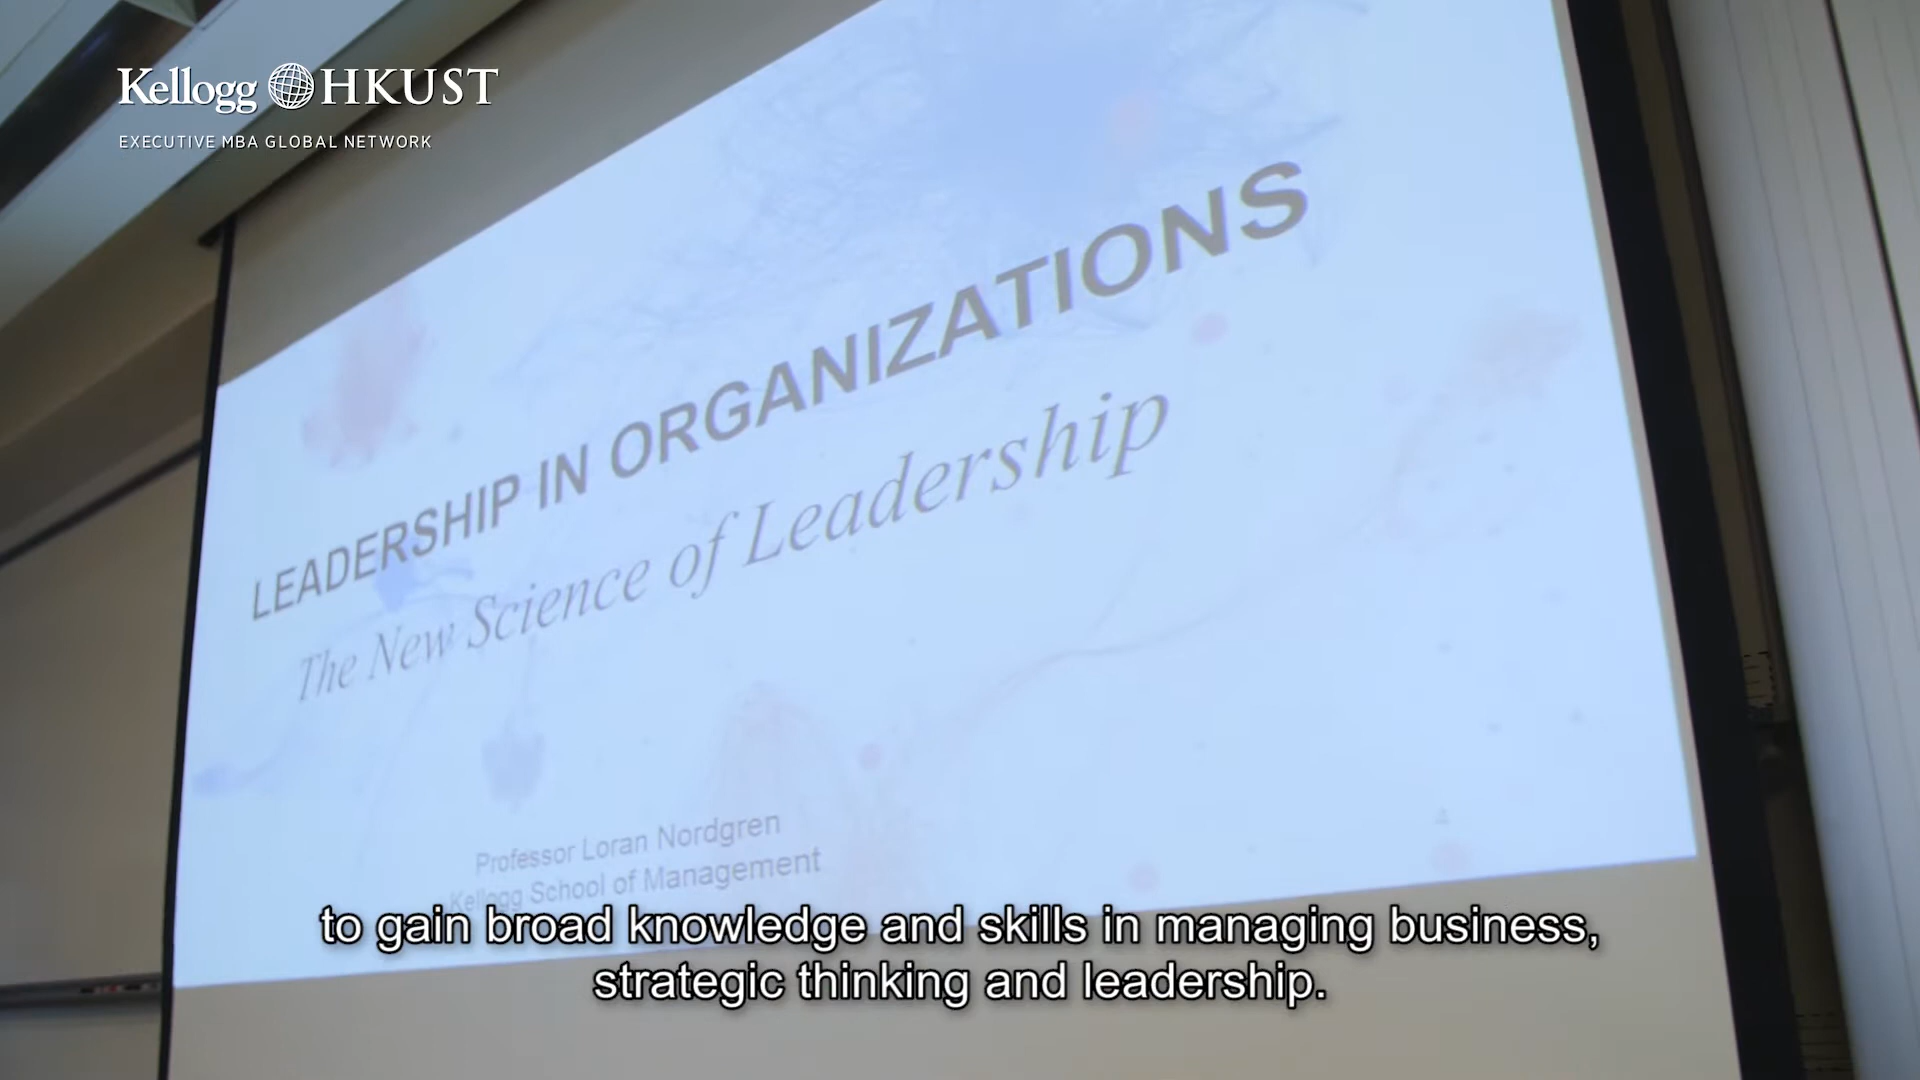 Kellogg HKUST
EXECUTIVE MBA GLOBAL NETWORK
LEADERSHIP IN ORGANIZATIONS
The New Science of Leadership
Professor Loran Nordgren
Kellogg School of Management
to gain broad knowledge and skills in managing business,
strategic thinking and leadership.